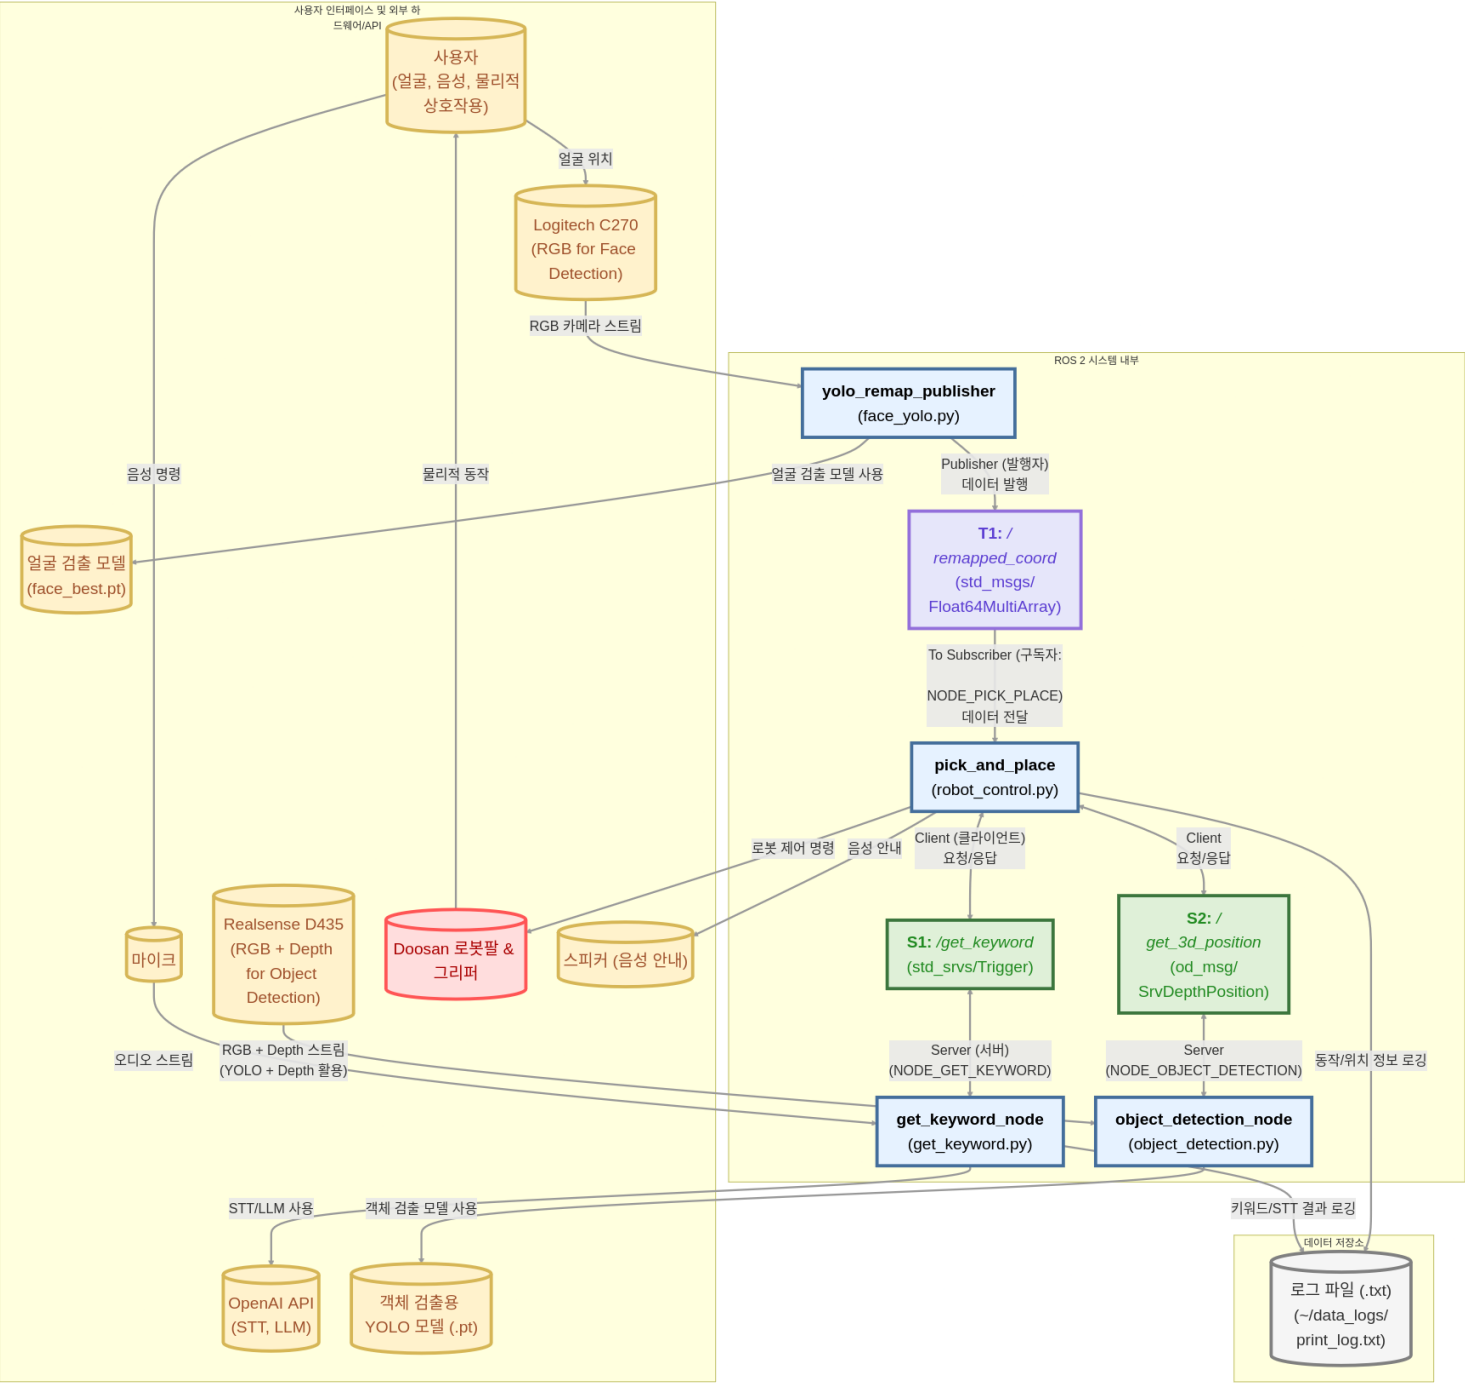 사용자 인터페이스 및 외부 하
드웨어/API
사용자
(얼굴, 음성, 물리적
상호작용)
얼굴 위치
Logitech C270
(RGB for Face
Detection)
RGB 카메라 스트림
ROS 2 시스템 내부
yolo_remap_publisher
(face_yolo.py)
음성 명령
물리적 동작
얼굴 검출 모델 사용
Publisher (발행자)
데이터 발행
얼굴 검출 모델
(face_best.pt)
T1: /
remapped_coord
(std_msgs/
Float64MultiArray)
To Subscriber (구독자:
NODE_PICK_PLACE)
데이터 전달
pick_and_place
(robot_control.py)
로봇 제어 명령
음성 안내
Client (클라이언트)
요청/응답
Client
요청/응답
마이크
Realsense D435
(RGB + Depth
for Object
Detection)
Doosan 로봇팔 &
그리퍼
스피커 (음성 안내)
S1: /get_keyword
(std_srvs/Trigger)
S2: /
get_3d_position
(od_msg/
SrvDepthPosition)
오디오 스트림
RGB + Depth 스트림
(YOLO + Depth 활용)
Server (서버)
(NODE_GET_KEYWORD)
Server
(NODE_OBJECT_DETECTION)
동작/위치 정보 로깅
get_keyword_node
(get_keyword.py)
object_detection_node
(object_detection.py)
STT/LLM 사용
객체 검출 모델 사용
키워드/STT 결과 로깅
데이터 저장소
OpenAI API
(STT, LLM)
객체 검출용
YOLO 모델 (.pt)
로그 파일 (.txt)
(~/data_logs/
print_log.txt)